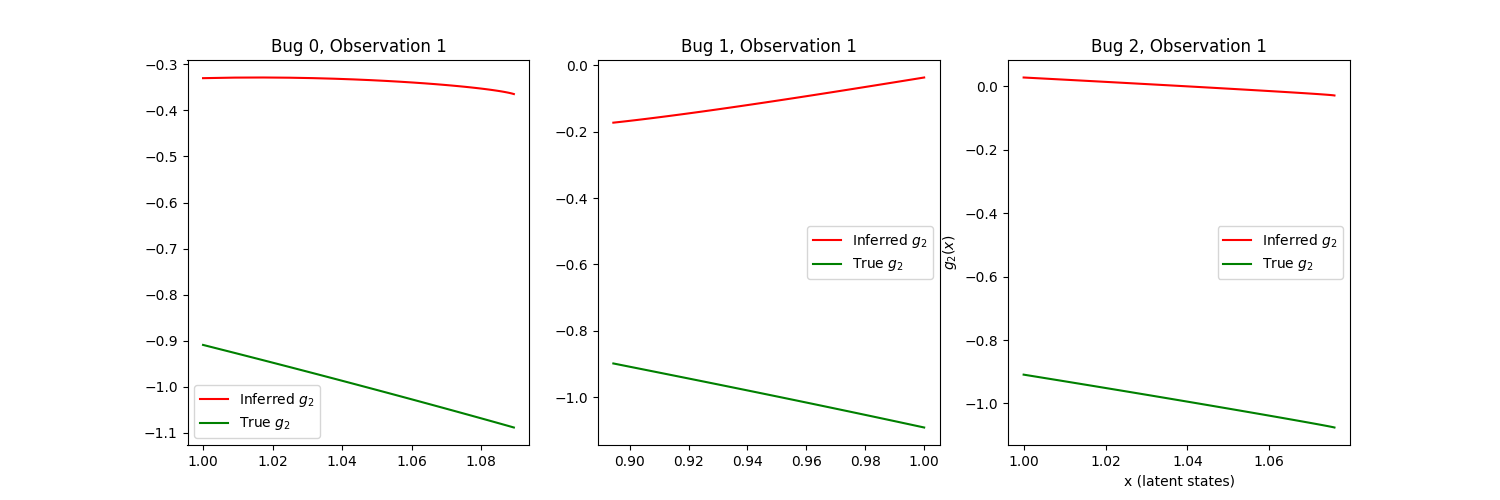 Bug 0, Observation 1
−0.3
−0.4
−0.5
−0.6
−0.7
−0.8
−0.9
−1.0
−1.1
Inferred g₂
True g₂
1.00 1.02 1.04 1.06 1.08
Bug 1, Observation 1
0.0
−0.2
−0.4
−0.6
−0.8
−1.0
Inferred g₂
True g₂
0.90 0.92 0.94 0.96 0.98 1.00
Bug 2, Observation 1
g₂(x)
0.0
−0.2
−0.4
−0.6
−0.8
−1.0
Inferred g₂
True g₂
1.00 1.02 1.04 1.06
x (latent states)